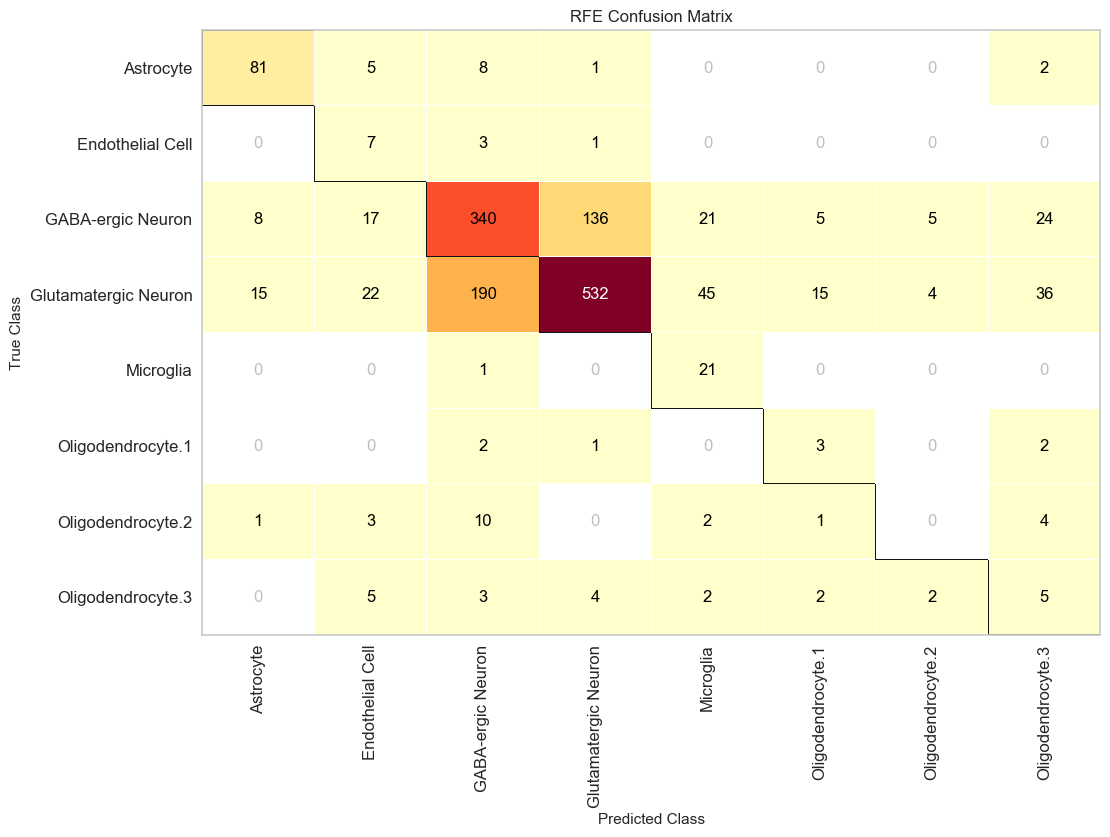 RFE Confusion Matrix
True Class
Astrocyte 81 5 8 1 0 0 0 2
Endothelial Cell 0 7 3 1 0 0 0 0
GABA-ergic Neuron 8 17 340 136 21 5 5 24
Glutamatergic Neuron 15 22 190 532 45 15 4 36
Microglia 0 0 1 0 21 0 0 0
Oligodendrocyte.1 0 0 2 1 0 3 0 2
Oligodendrocyte.2 1 3 10 0 2 1 0 4
Oligodendrocyte.3 0 5 3 4 2 2 2 5
Astrocyte
Endothelial Cell
GABA-ergic Neuron
Glutamatergic Neuron
Microglia
Oligodendrocyte.1
Oligodendrocyte.2
Oligodendrocyte.3
Predicted Class